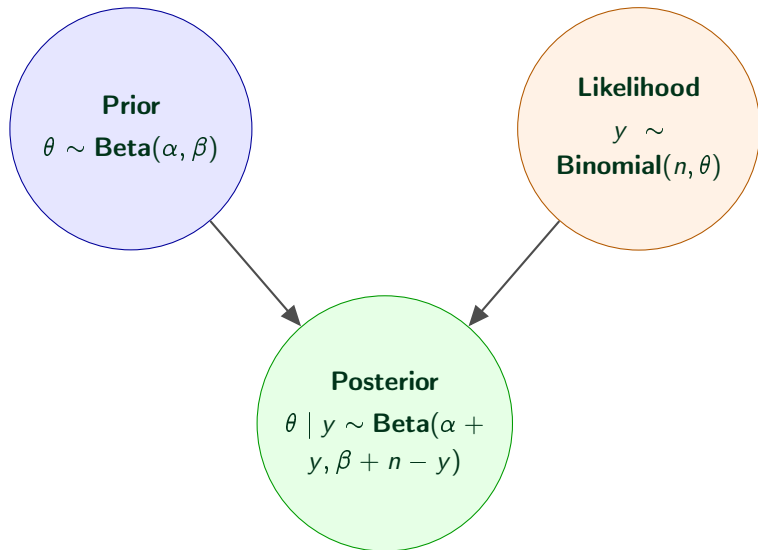 Prior
θ ∼ Beta(α, β)
Likelihood
y ∼
Binomial(n, θ)
Posterior
θ | y ∼ Beta(α +
y, β + n − y)